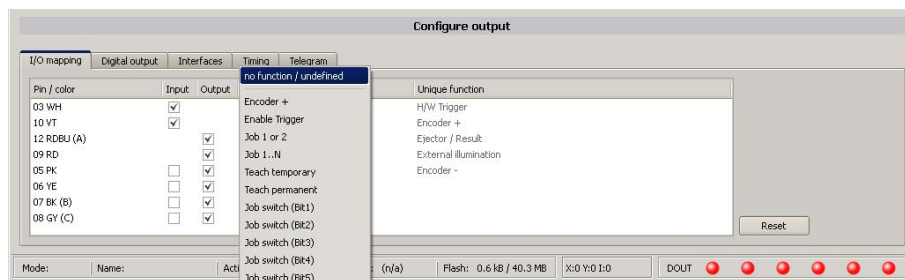 Configure output
I/O mapping Digital output Interfaces Timing Telegram
Pin / color Input Output Unique function
03 WH H/W Trigger
10 VT Encoder +
12 RDBU (A) Ejector / Result
09 RD External illumination
05 PK Encoder -
06 YE
07 BK (B)
08 GY (C)
no function / undefined
Encoder +
Enable Trigger
Job 1 or 2
Job 1..N
Teach temporary
Teach permanent
Job switch (Bit1)
Job switch (Bit2)
Job switch (Bit3)
Job switch (Bit4)
Job switch (Bit5)
Reset
Mode: Name: (n/a) Flash: 0.6 kB / 40.3 MB X:0 Y:0 I:0 DOUT